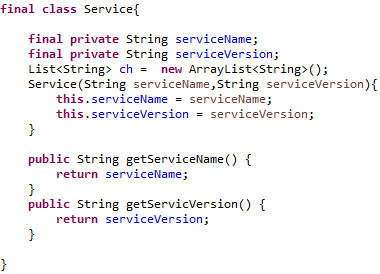 final class Service{
final private String serviceName;
final private String serviceVersion;
List<String> ch =  new ArrayList<String>();
Service(String serviceName,String serviceVersion){
this.serviceName = serviceName;
this.serviceVersion = serviceVersion;
}
public String getServiceName() {
return serviceName;
}
public String getServicVersion() {
return serviceVersion;
}
}